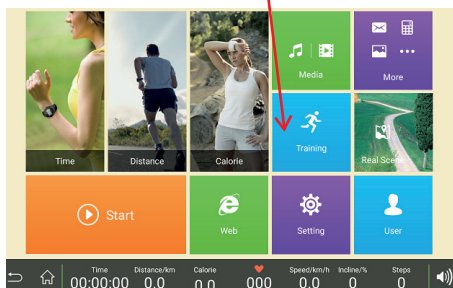 Media
More
Training
Time
Distance
Calorie
Real Scene
Start
Web
Setting
User
Time
Distance/km
Calorie
Speed/km/h
Incline/%
Steps
00:00:00
0.0
0.0
000
0.0
0
0